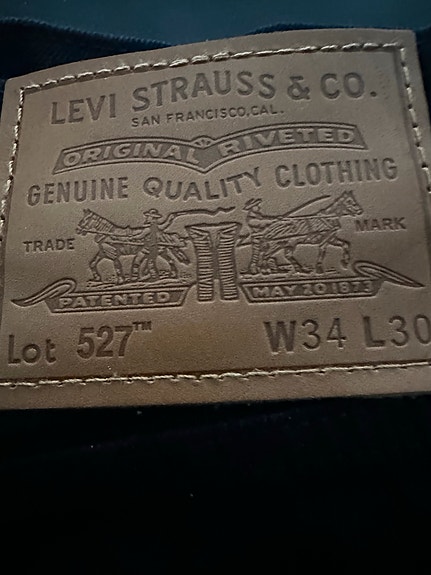 LEVI STRAUSS & CO.
SAN FRANCISCO, CAL.
ORIGINAL RIVETED
GENUINE QUALITY CLOTHING
TRADE MARK
PATENTED MAY 20 1873
Lot 527™ W34 L30